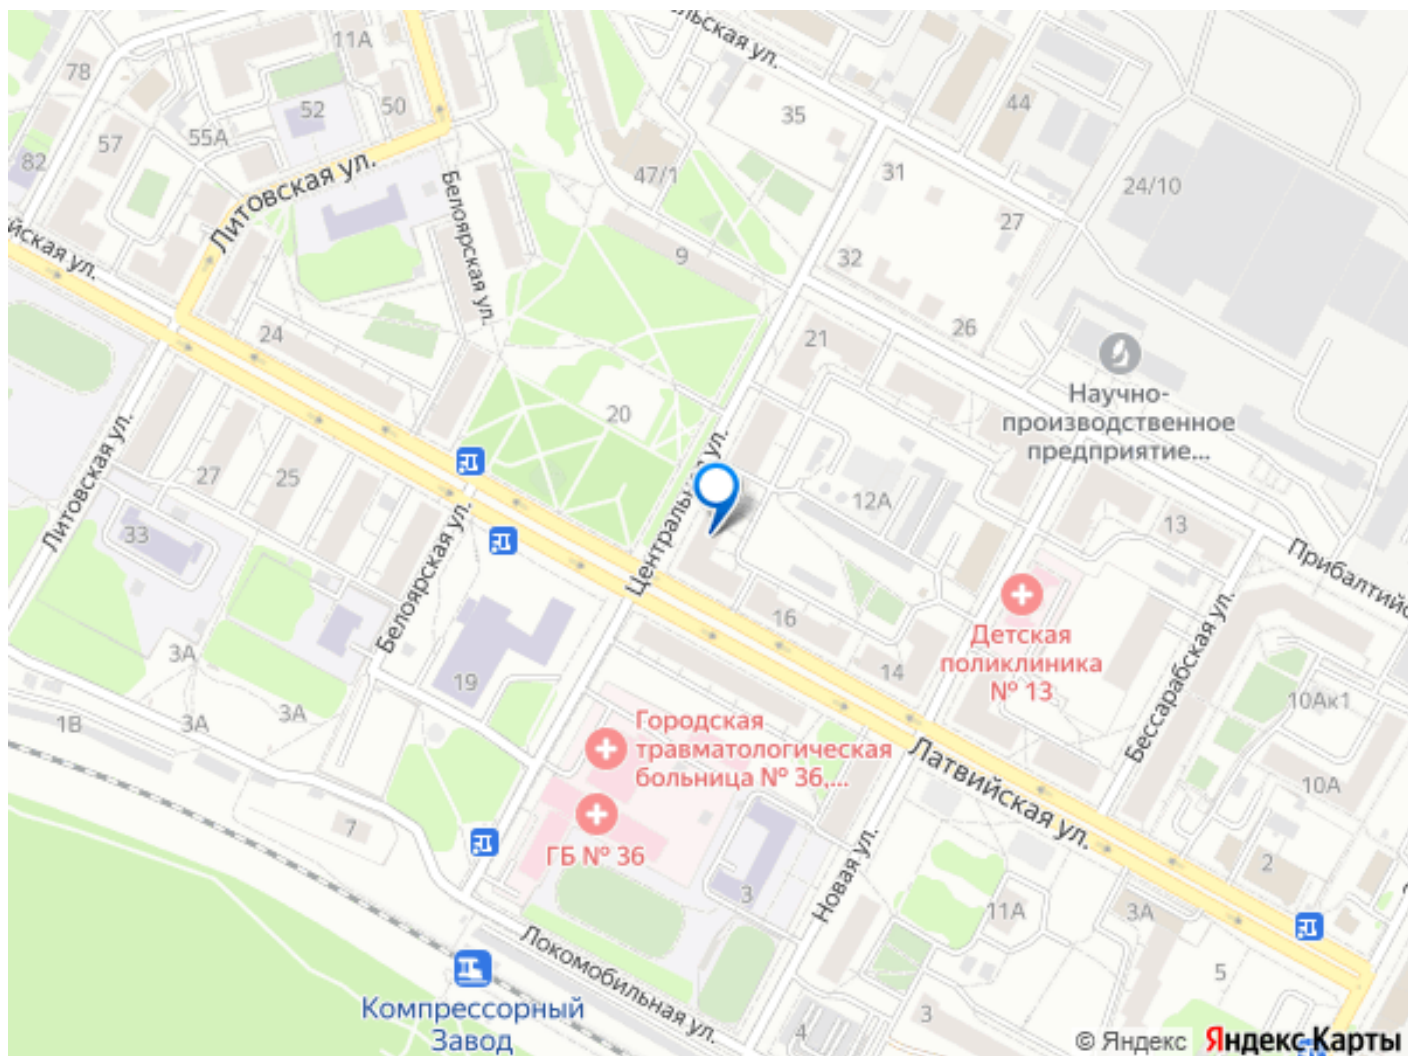 льская ул.
11А
78
52
50
35
44
55А
57
82
Литовская ул.
47/1
31
24/10
Белоярская ул.
27
йская ул.
9
32
26
24
21
Научно-
производственное
предприятие...
20
Центральная ул.
27
25
12А
13
33
Литовская ул.
Белоярская ул.
Прибалтийс
16
Детская
поликлиника
№ 13
14
3А
19
Бессарабская ул.
3А
3А
1В
10Ак1
Городская
травматологическая
больница № 36,...
Латвийская ул.
10А
7
ГБ № 36
2
3
Новая ул.
11А
3А
Локомобильная ул.
5
Компрессорный
Завод
3
4
© Яндекс Яндекс Карты